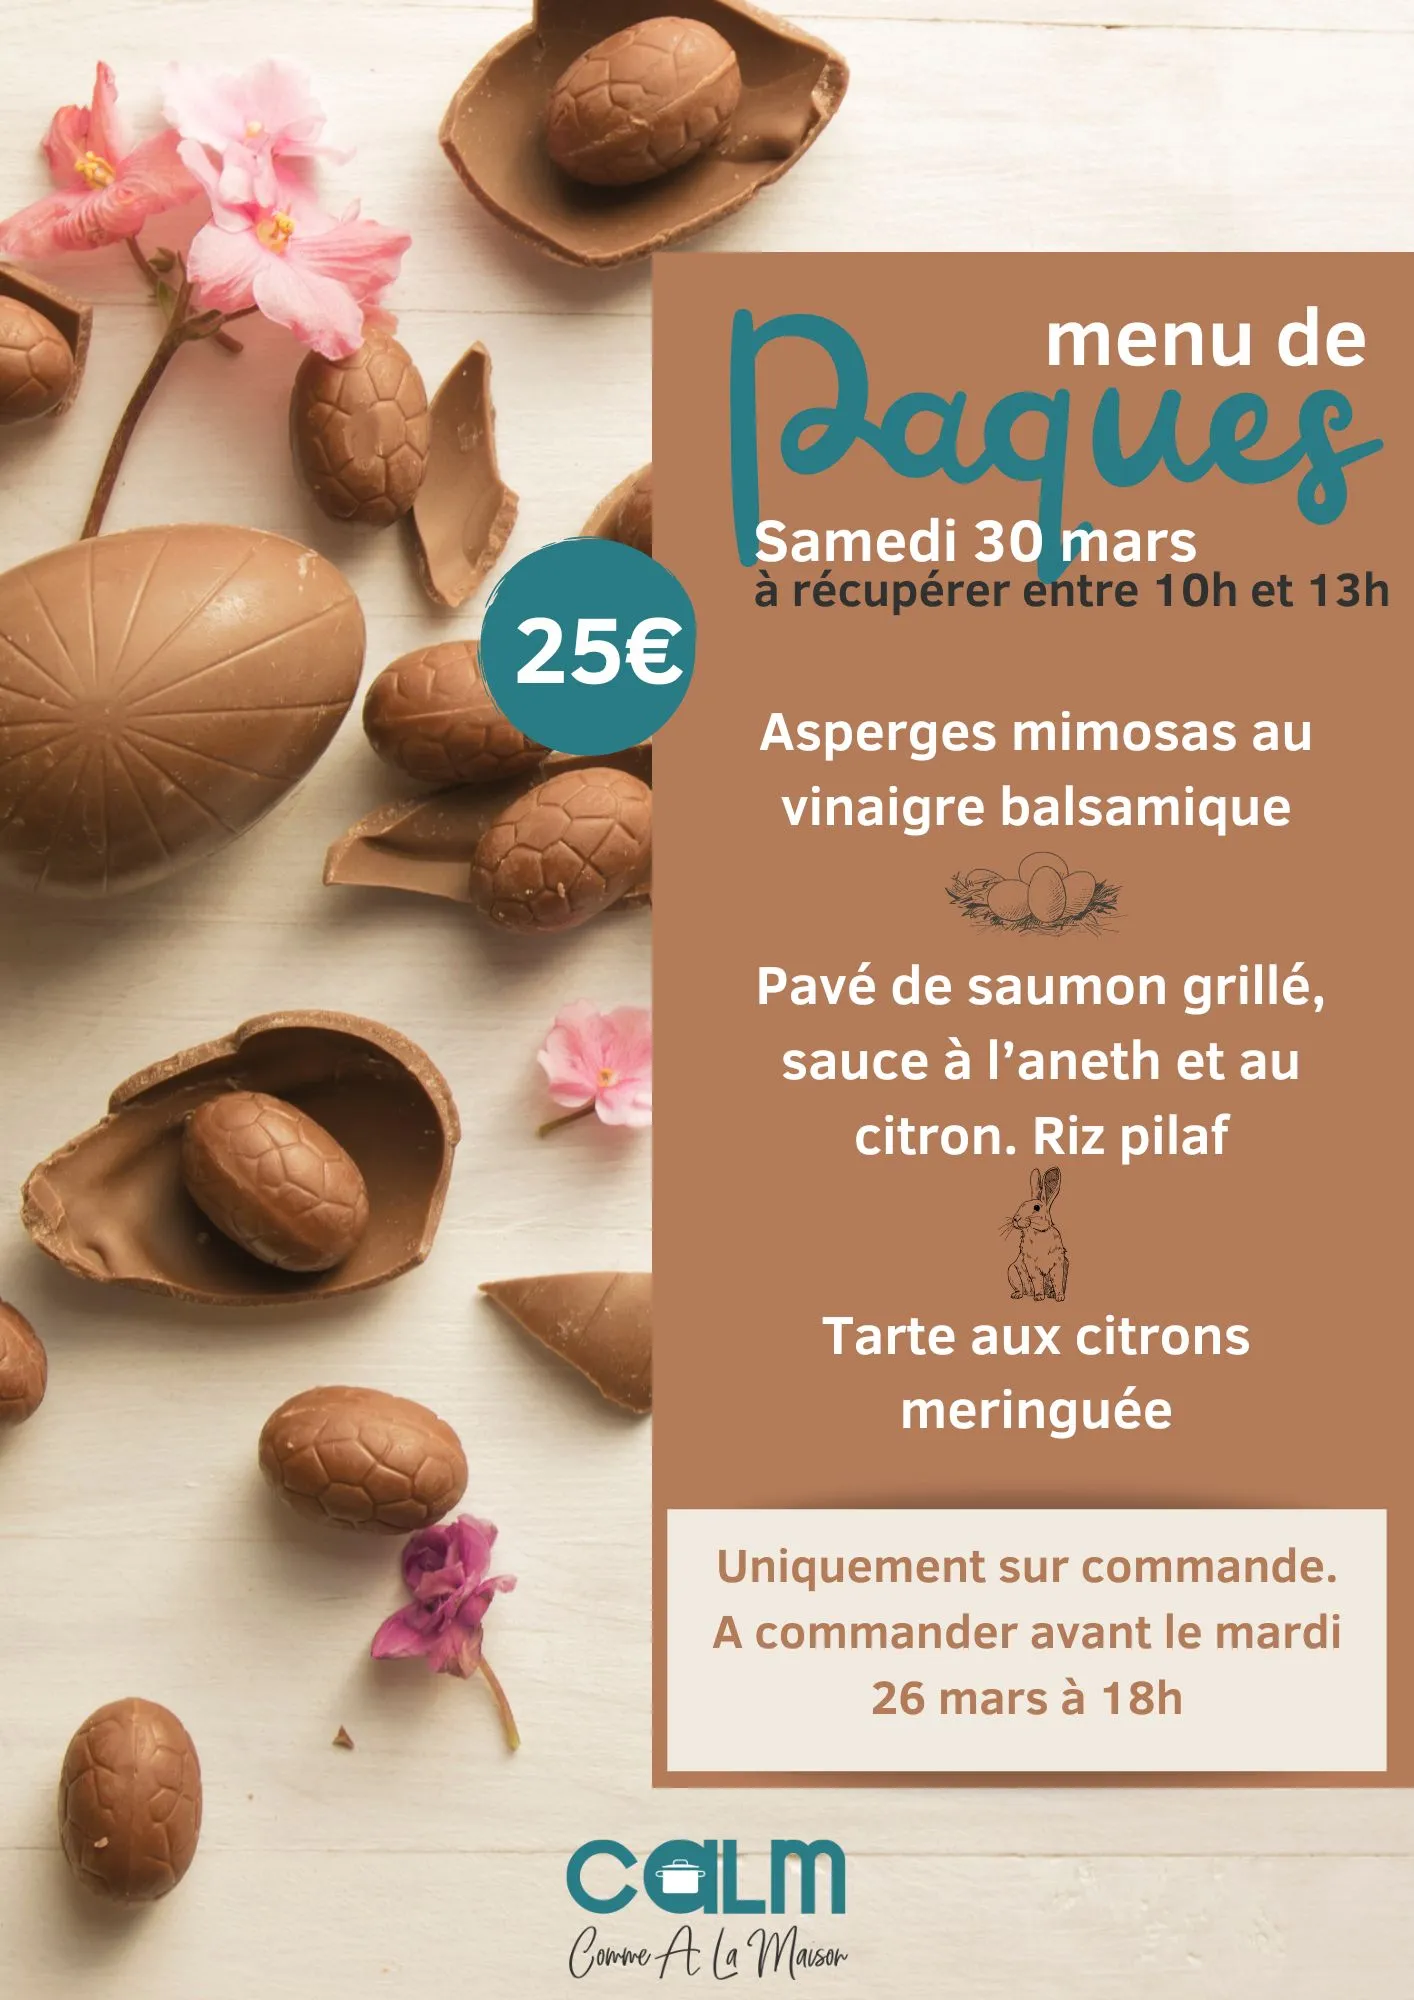 menu de
Paques
Samedi 30 mars
à récupérer entre 10h et 13h
25€
Asperges mimosas au
vinaigre balsamique
Pavé de saumon grillé,
sauce à l’aneth et au
citron. Riz pilaf
Tarte aux citrons
meringuée
Uniquement sur commande.
A commander avant le mardi
26 mars à 18h
CALM
Comme A La Maison